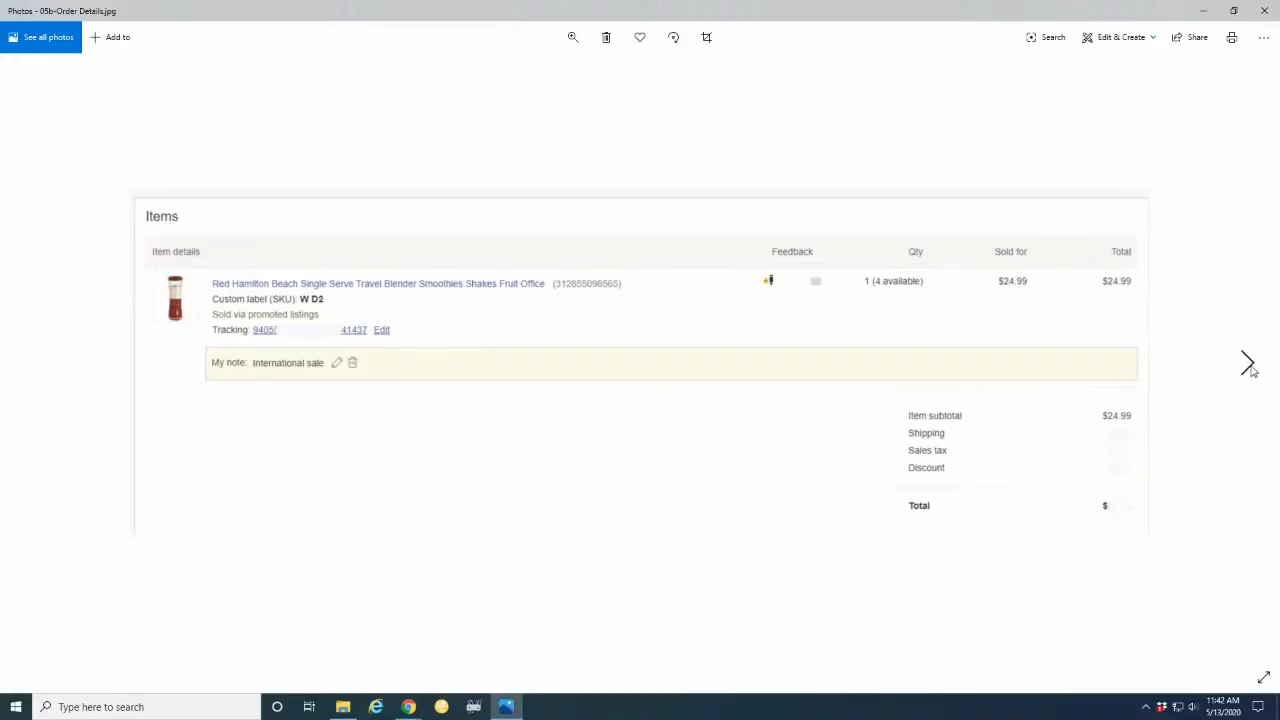 Photos - 05b-Order Details.jpg
See all photos
Add to
Search
Edit & Create
Share
Items
Item details
Feedback
Qty
Sold for
Total
Red Hamilton Beach Single Serve Travel Blender Smoothies Shakes Fruit Office (312855098565)
1 (4 available)
$24.99
$24.99
Custom label (SKU): W D2
Sold via promoted listings
Tracking: 9405 41437 Edit
My note: International sale
Item subtotal $24.99
Shipping
Sales tax
Discount
Total $
Type here to search
11:42 AM
5/13/2020